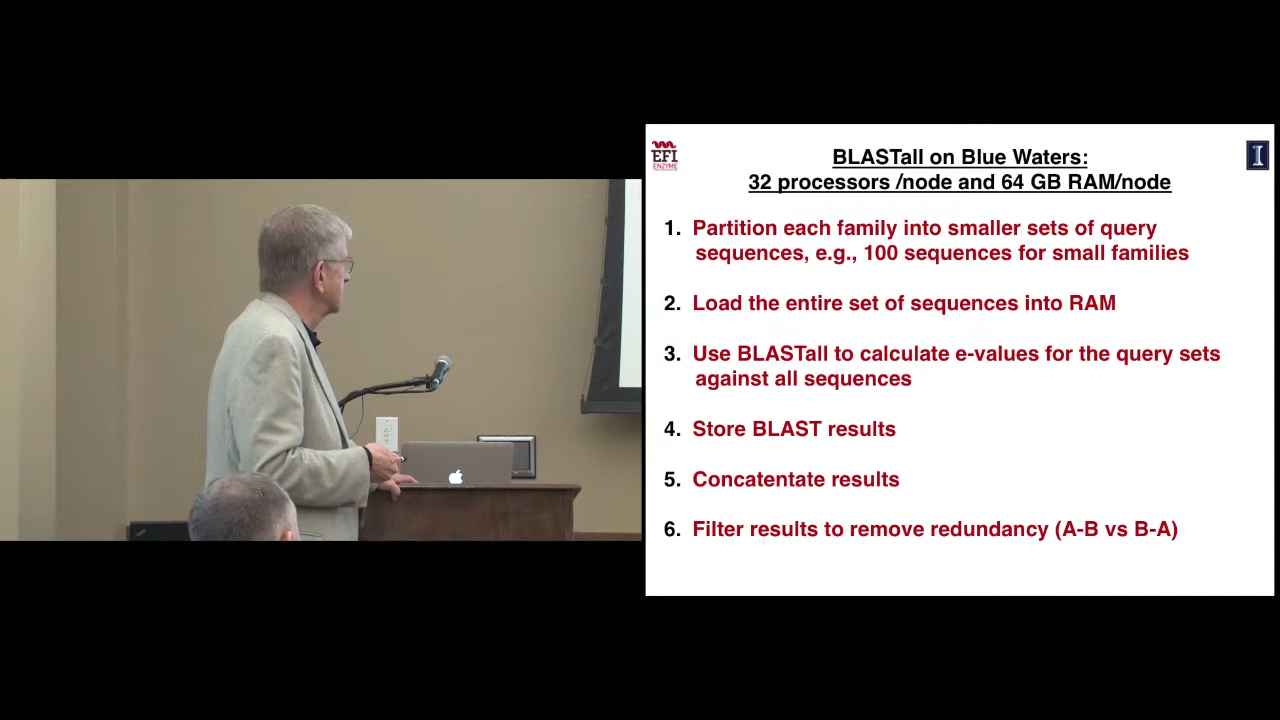 EFI
ENZYME
I
BLASTall on Blue Waters:
32 processors /node and 64 GB RAM/node
1. Partition each family into smaller sets of query
sequences, e.g., 100 sequences for small families
2. Load the entire set of sequences into RAM
3. Use BLASTall to calculate e-values for the query sets
against all sequences
4. Store BLAST results
5. Concatentate results
6. Filter results to remove redundancy (A-B vs B-A)